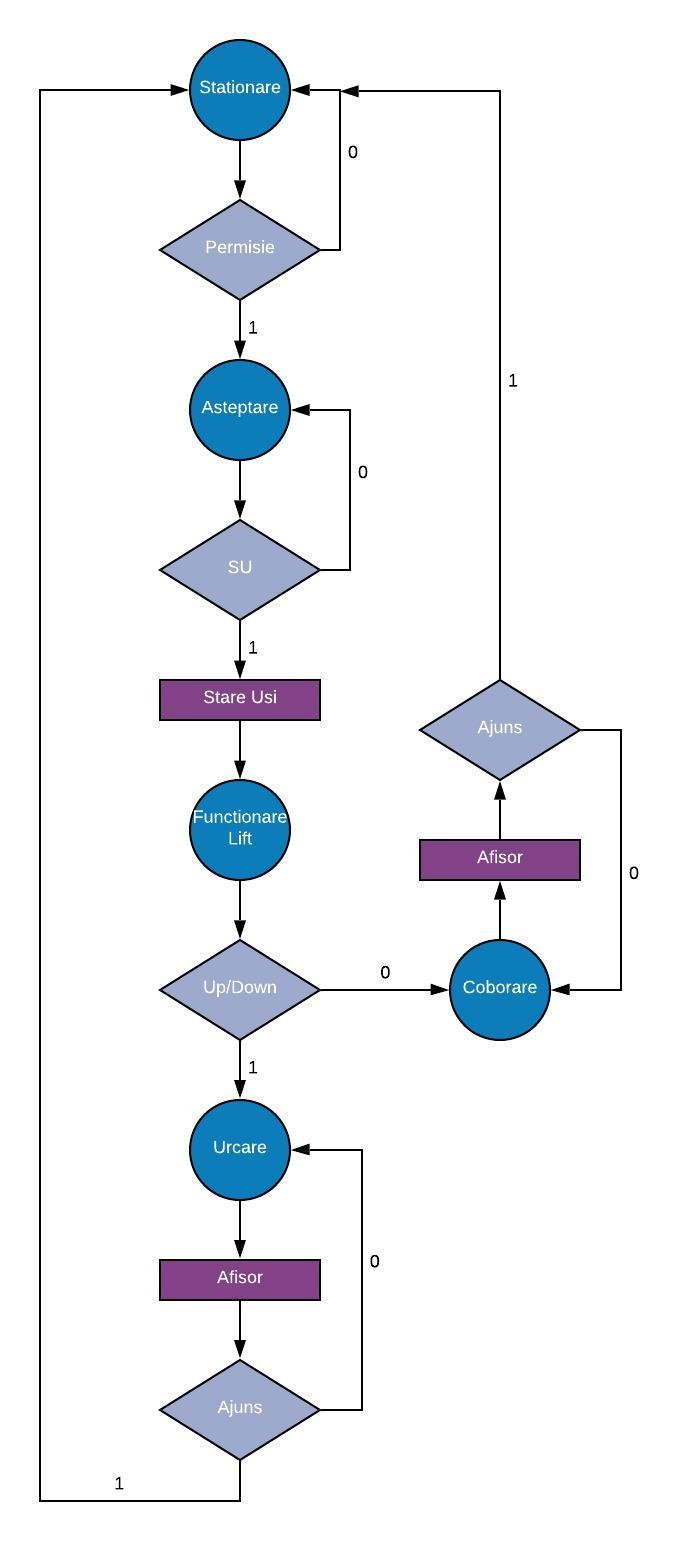 Stationare
0
Permisie
1
Asteptare
1
0
SU
1
Stare Usi
Ajuns
Functionare
Lift
Afisor
0
Up/Down
0
Coborare
1
Urcare
0
Afisor
Ajuns
1